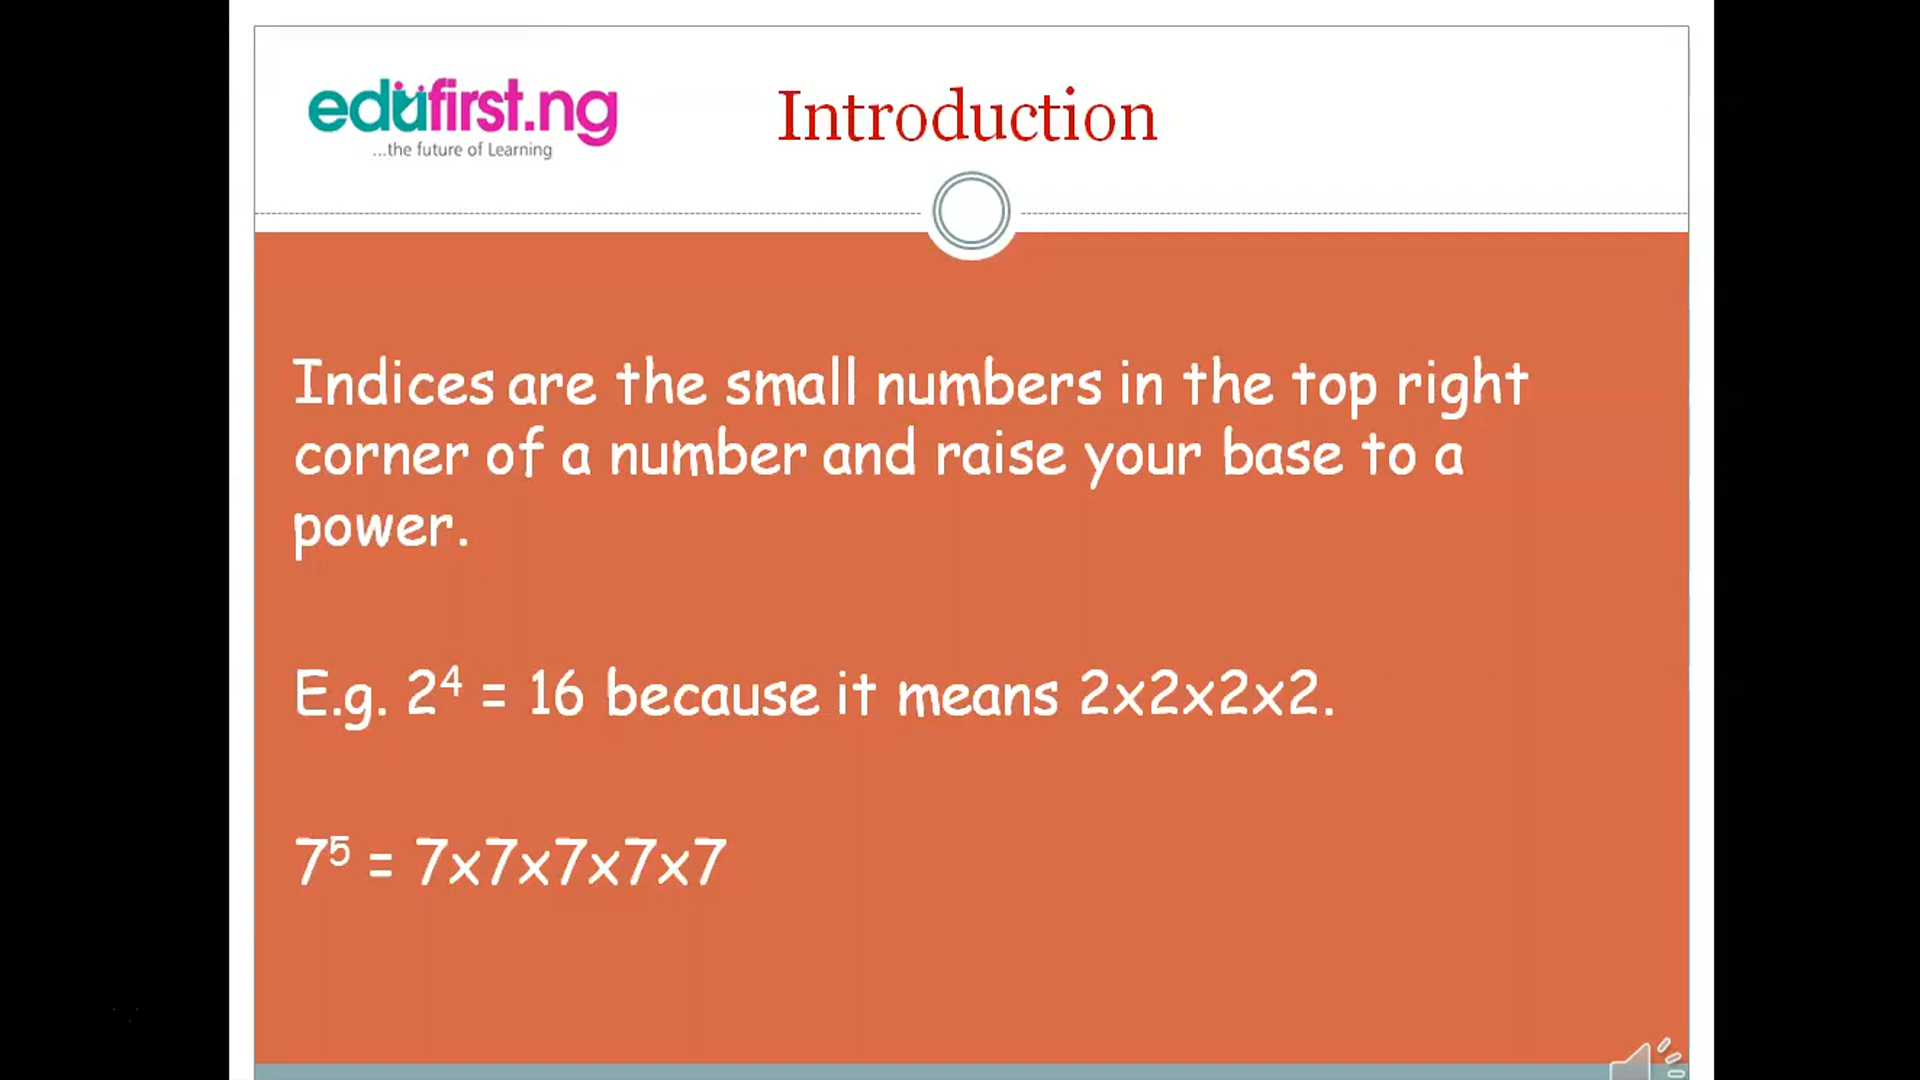 edufirst.ng
...the future of Learning
Introduction
Indices are the small numbers in the top right
corner of a number and raise your base to a
power.
E.g. 2⁴ = 16 because it means 2x2x2x2.
7⁵ = 7x7x7x7x7